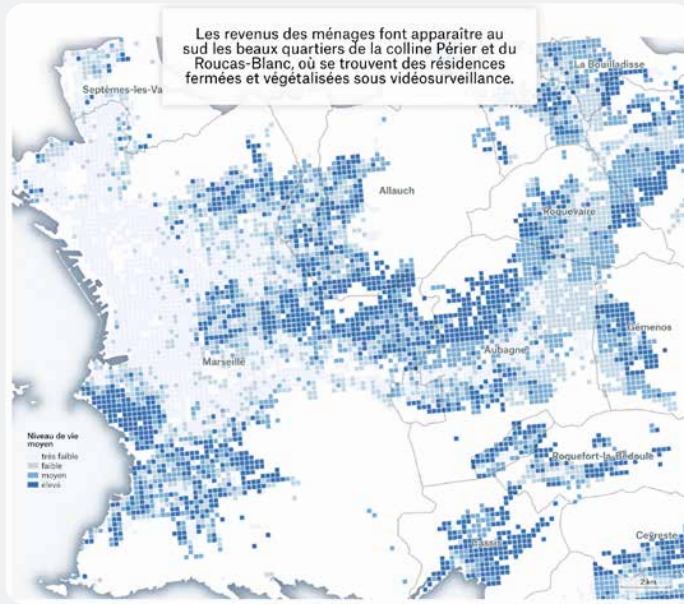 Les revenus des ménages font apparaître au
sud les beaux quartiers de la colline Périer et du
Roucas-Blanc, où se trouvent des résidences
fermées et végétalisées sous vidéosurveillance.
Septèmes-les-Va
La Bouilladisse
Allauch
Roquevaire
Gémenos
Aubagne
Marseille
Niveau de vie
moyen
très faible
faible
moyen
élevé
Roquefort-la-Bédoule
Cassis
Ceyreste
2 km